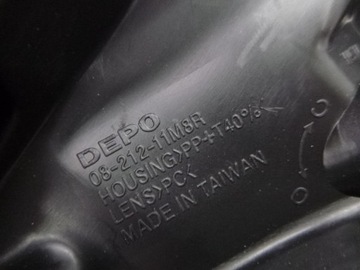 DEPO
08-212-11M8R
HOUSING>PP+T40%<
LENS>PC<
MADE IN TAIWAN